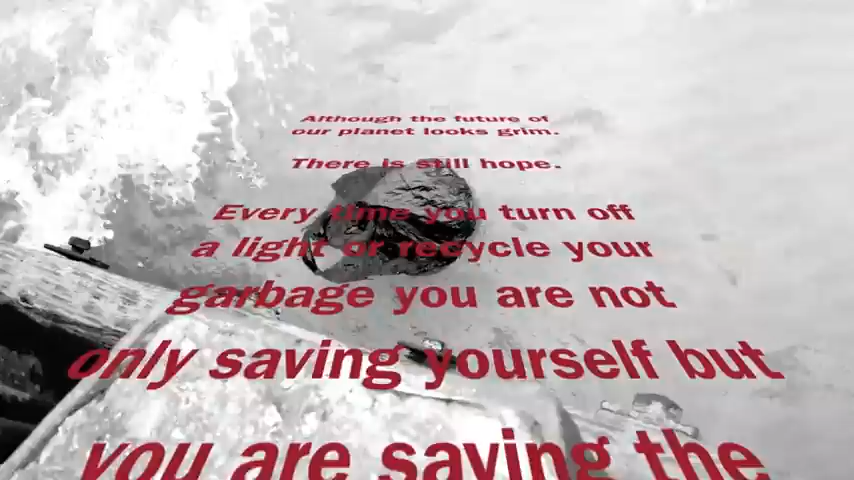 Although the future of
our planet looks grim.
There is still hope.
Every time you turn off
a light or recycle your
garbage you are not
only saving yourself but
you are saving the